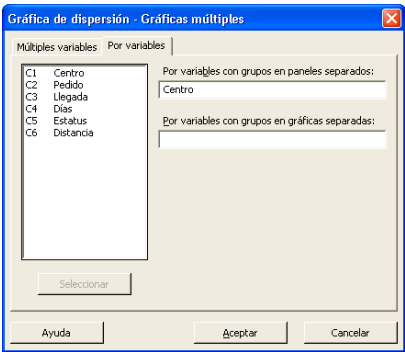 Gráfica de dispersión - Gráficas múltiples
Múltiples variables Por variables
C1 Centro
C2 Pedido
C3 Llegada
C4 Días
C5 Estatus
C6 Distancia
Por variables con grupos en paneles separados:
Centro
Por variables con grupos en gráficas separadas:
Seleccionar
Ayuda Aceptar Cancelar